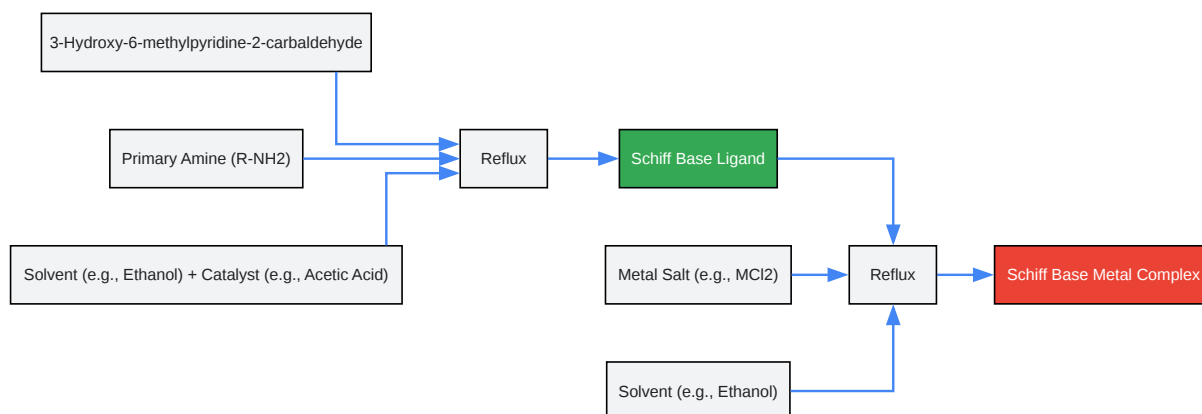 3-Hydroxy-6-methylpyridine-2-carbaldehyde
Primary Amine (R-NH2)
Reflux
Schiff Base Ligand
Solvent (e.g., Ethanol) + Catalyst (e.g., Acetic Acid)
Metal Salt (e.g., MCl2)
Reflux
Schiff Base Metal Complex
Solvent (e.g., Ethanol)